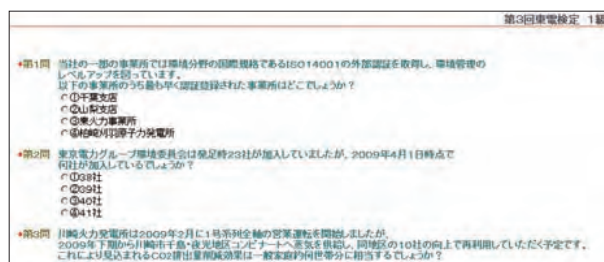 第3回東電検定 1級
◆第1問 当社の一部の事業所では環境分野の国際規格であるISO14001の外部認証を取得し、環境管理の
レベルアップを図っています。
以下の事業所のうち最も早く認証登録された事業所はどこでしょうか?
○①千葉支店
○②山梨支店
○③東火力事業所
○④柏崎刈羽原子力発電所
◆第2問 東京電力グループ環境委員会は発足時23社が加入していましたが、2009年4月1日時点で
何社が加入しているでしょうか?
○①38社
○②39社
○③40社
○④41社
◆第3問 川崎火力発電所は2009年2月に1号系列全軸の営業運転を開始しましたが、
2009年下期から川崎市千鳥・夜光地区コンビナートへ蒸気を供給し、同地区の10社の向上で再利用していただく予定です。
これにより見込まれるCO2排出量削減効果は一般家庭約何世帯分に相当するでしょうか?